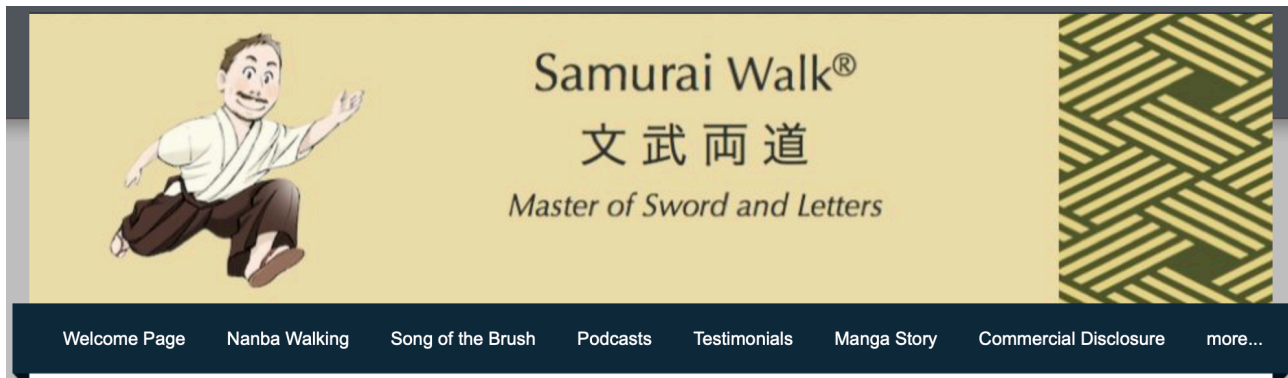 Samurai Walk®
文武両道
Master of Sword and Letters
Welcome Page Nanba Walking Song of the Brush Podcasts Testimonials Manga Story Commercial Disclosure more...